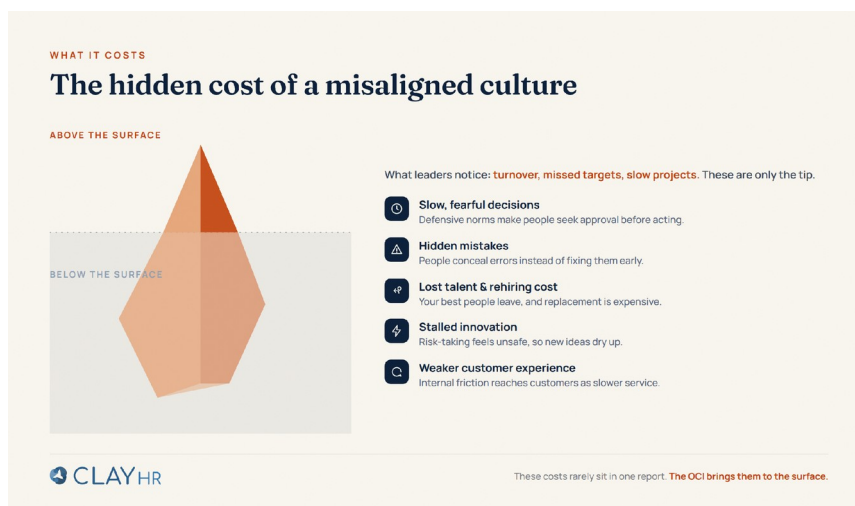 WHAT IT COSTS
The hidden cost of a misaligned culture
ABOVE THE SURFACE
BELOW THE SURFACE
What leaders notice: turnover, missed targets, slow projects. These are only the tip.
Slow, fearful decisions
Defensive norms make people seek approval before acting.
Hidden mistakes
People conceal errors instead of fixing them early.
Lost talent & rehiring cost
Your best people leave, and replacement is expensive.
Stalled innovation
Risk-taking feels unsafe, so new ideas dry up.
Weaker customer experience
Internal friction reaches customers as slower service.
CLAYHR
These costs rarely sit in one report. The OCI brings them to the surface.